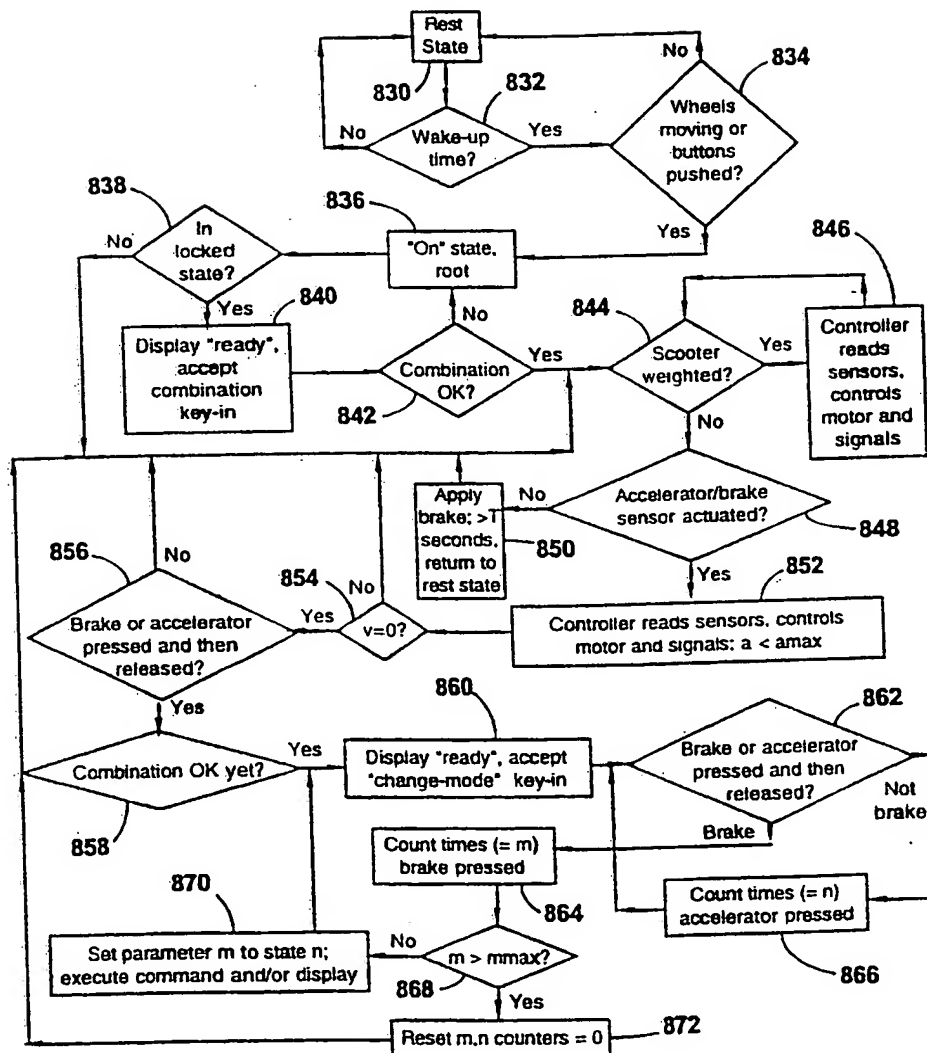 Rest
State
830
832
No
834
No
Wake-up
time?
Yes
Wheels
moving or
buttons
pushed?
838
836
Yes
846
No
In
locked
state?
"On" state,
root
Yes
840
No
844
Display "ready",
accept
combination
key-in
Combination
OK?
842
Yes
Scooter
weighted?
Yes
Controller
reads
sensors,
controls
motor and
signals
No
Apply
brake; >T
seconds,
return to
rest state
No
850
Accelerator/brake
sensor actuated?
848
856
No
854
No
Yes
852
Brake or accelerator
pressed and then
released?
Yes
v=0?
Controller reads sensors, controls
motor and signals: a < amax
Yes
860
862
Combination OK yet?
Yes
858
Display "ready", accept
"change-mode" key-in
Brake or accelerator
pressed and then
released?
Not
brake
Brake
Count times (= m)
brake pressed
864
870
Count times (= n)
accelerator pressed
866
Set parameter m to state n;
execute command and/or display
No
m > mmax?
868
Yes
Reset m,n counters = 0
872